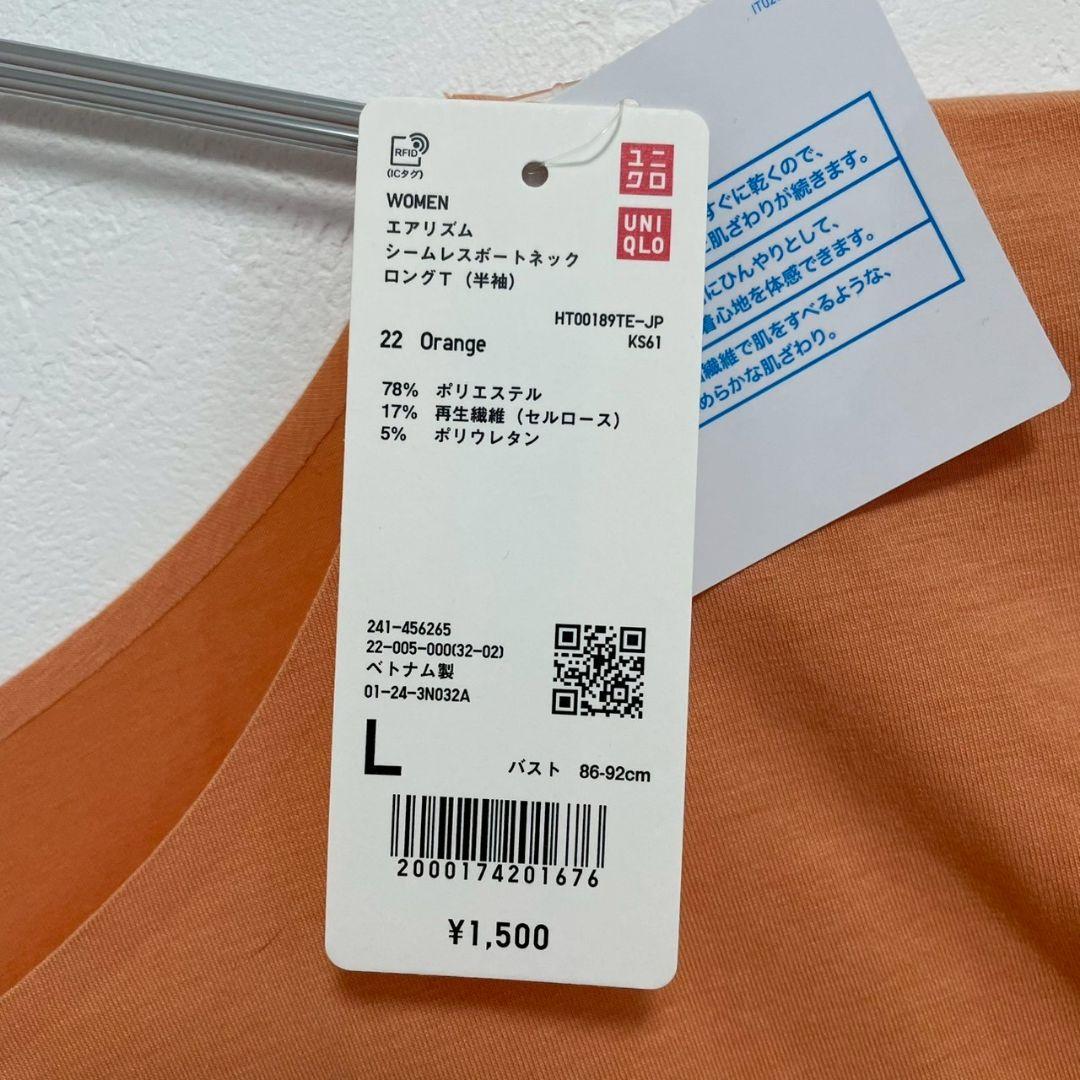 RFID
(ICタグ)
ユニ
クロ
UNI
QLO
WOMEN
エアリズム
シームレスボートネック
ロングT(半袖)
HT00189TE-JP
22 Orange
KS61
78% ポリエステル
17% 再生繊維(セルロース)
5% ポリウレタン
241-456265
22-005-000(32-02)
ベトナム製
01-24-3N032A
L
バスト 86-92cm
2000174201676
¥1,500
すぐに乾くので、
肌ざわりが続きます。
にひんやりとして、
着心地を体感できます。
繊維で肌をすべるような、
めらかな肌ざわり。